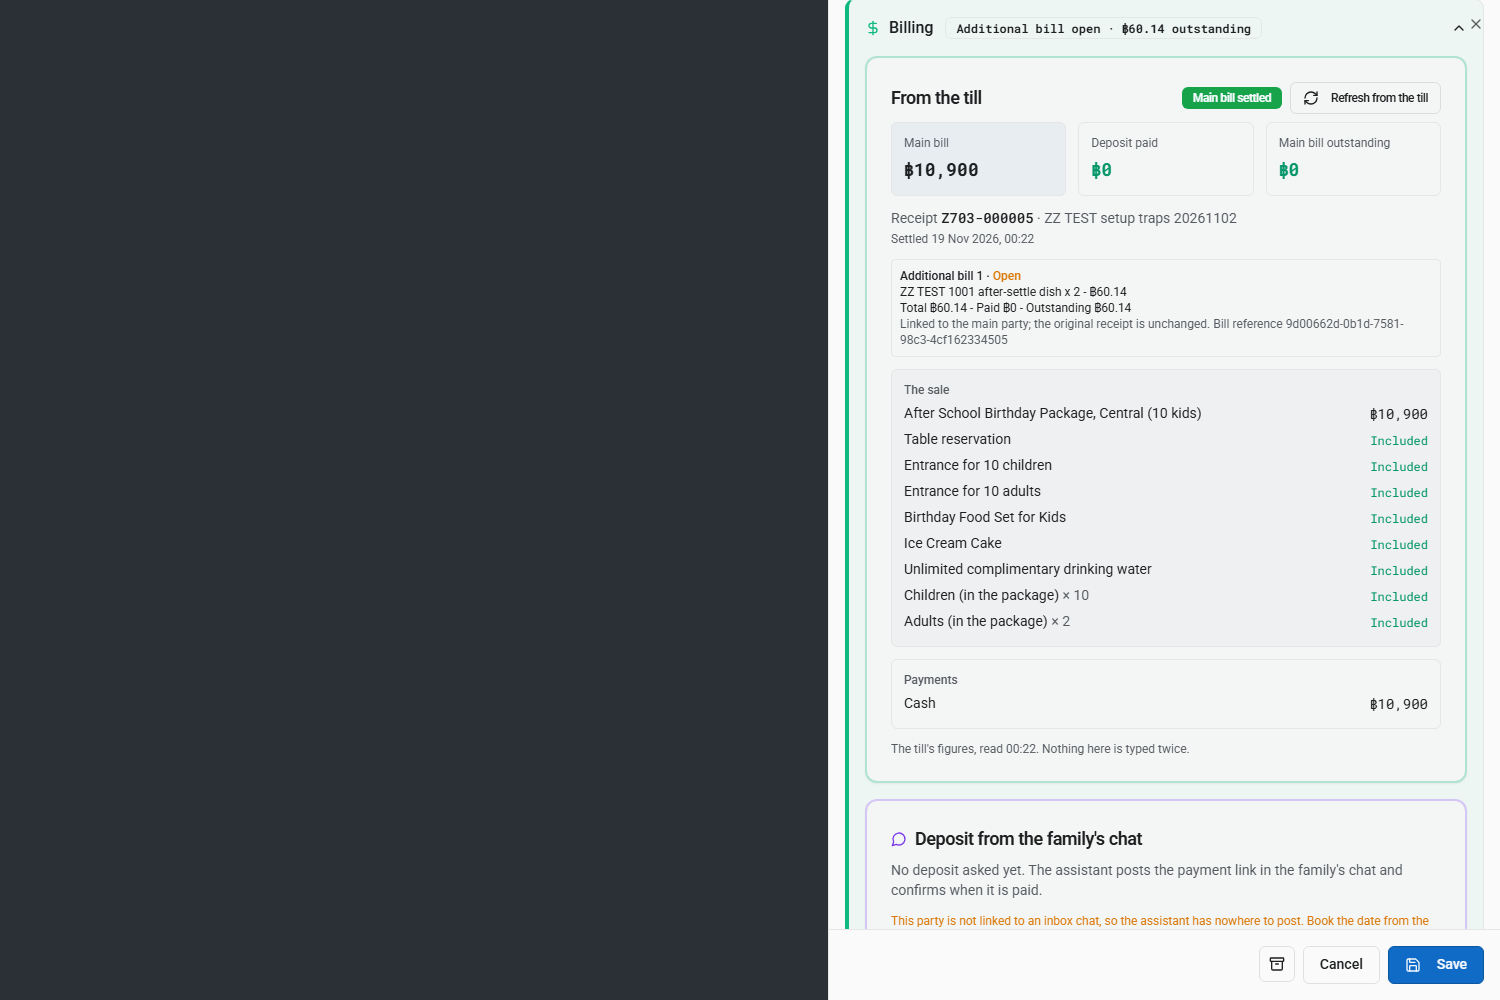 Billing
Additional bill open · ฿60.14 outstanding
From the till
Main bill settled
Refresh from the till
Main bill
฿10,900
Deposit paid
฿0
Main bill outstanding
฿0
Receipt Z703-000005 · ZZ TEST setup traps 20261102
Settled 19 Nov 2026, 00:22
Additional bill 1 · Open
ZZ TEST 1001 after-settle dish x 2 - ฿60.14
Total ฿60.14 - Paid ฿0 - Outstanding ฿60.14
Linked to the main party; the original receipt is unchanged. Bill reference 9d00662d-0b1d-7581-
98c3-4cf162334505
The sale
After School Birthday Package, Central (10 kids) ฿10,900
Table reservation Included
Entrance for 10 children Included
Entrance for 10 adults Included
Birthday Food Set for Kids Included
Ice Cream Cake Included
Unlimited complimentary drinking water Included
Children (in the package) × 10 Included
Adults (in the package) × 2 Included
Payments
Cash ฿10,900
The till's figures, read 00:22. Nothing here is typed twice.
Deposit from the family's chat
No deposit asked yet. The assistant posts the payment link in the family's chat and
confirms when it is paid.
This party is not linked to an inbox chat, so the assistant has nowhere to post. Book the date from the
Cancel
Save